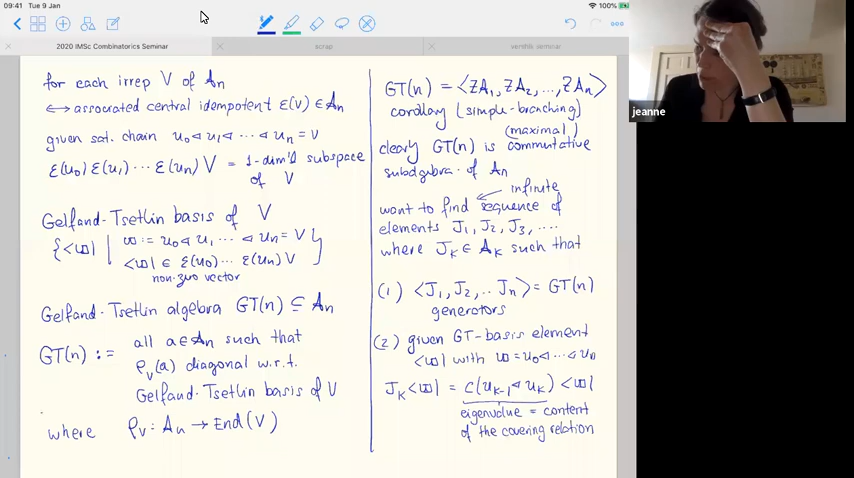 09:41 Tue 9 Jan
100%
2020 IMSc Combinatorics Seminar
scrap
for each irrep V of An
⟷ associated central idempotent ε(v) ∈ An
given sat. chain u0 ◁ u1 ◁ ··· ◁ un = V
ε(u0) ε(u1) ··· ε(un) V = 1-dim'l subspace
of V
Gelfand-Tsetlin basis of V
{ <w| | w := u0 ◁ u1 ··· ◁ un = V
<w| ∈ ε(u0)··· ε(un) V }
non-zero vector
Gelfand-Tsetlin algebra GT(n) ⊆ An
GT(n) := all a ∈ An such that
ρv(a) diagonal w.r.t.
Gelfand-Tsetlin basis of V
where ρv : An → End(V)
GT(n) = <ZA1, ZA2, ..., ZAn>
corollary (simple-branching)
(maximal)
clearly GT(n) is commutative
subalgebra of An
infinite
want to find sequence of
elements J1, J2, J3, ...
where JK ∈ AK such that
(1) <J1, J2, .. Jn> = GT(n)
generators
(2) given GT-basis element
<w| with w = u0 ◁ ··· ◁ un
JK <w| = c(uK-1 ◁ uK) <w|
eigenvalue = content
of the covering relation
jeanne